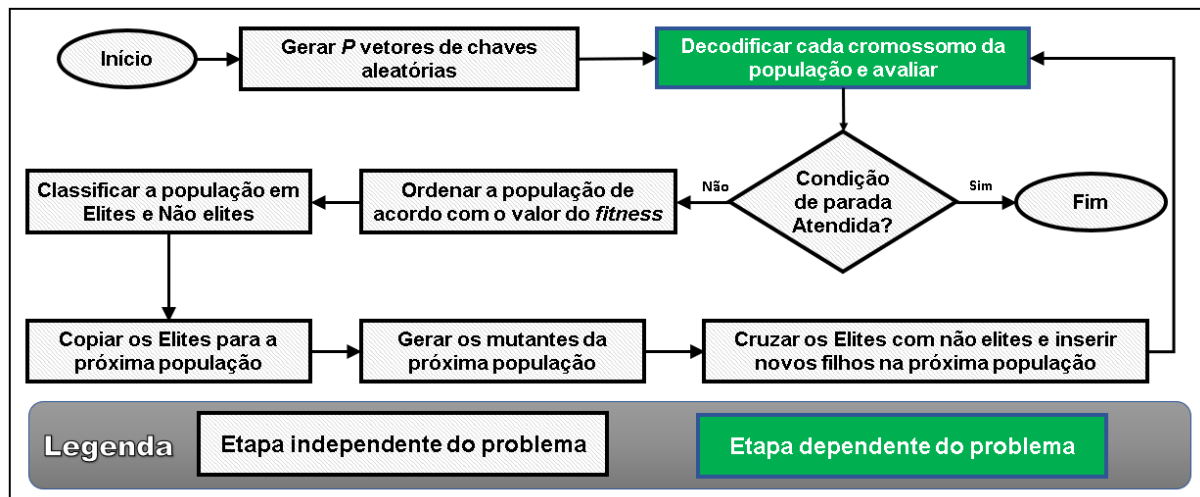 Início
Gerar P vetores de chaves
aleatórias
Decodificar cada cromossomo da
população e avaliar
Condição
de parada
Atendida?
Sim
Fim
Não
Ordenar a população de
acordo com o valor do fitness
Classificar a população em
Elites e Não elites
Copiar os Elites para a
próxima população
Gerar os mutantes da
próxima população
Cruzar os Elites com não elites e inserir
novos filhos na próxima população
Legenda
Etapa independente do problema
Etapa dependente do problema